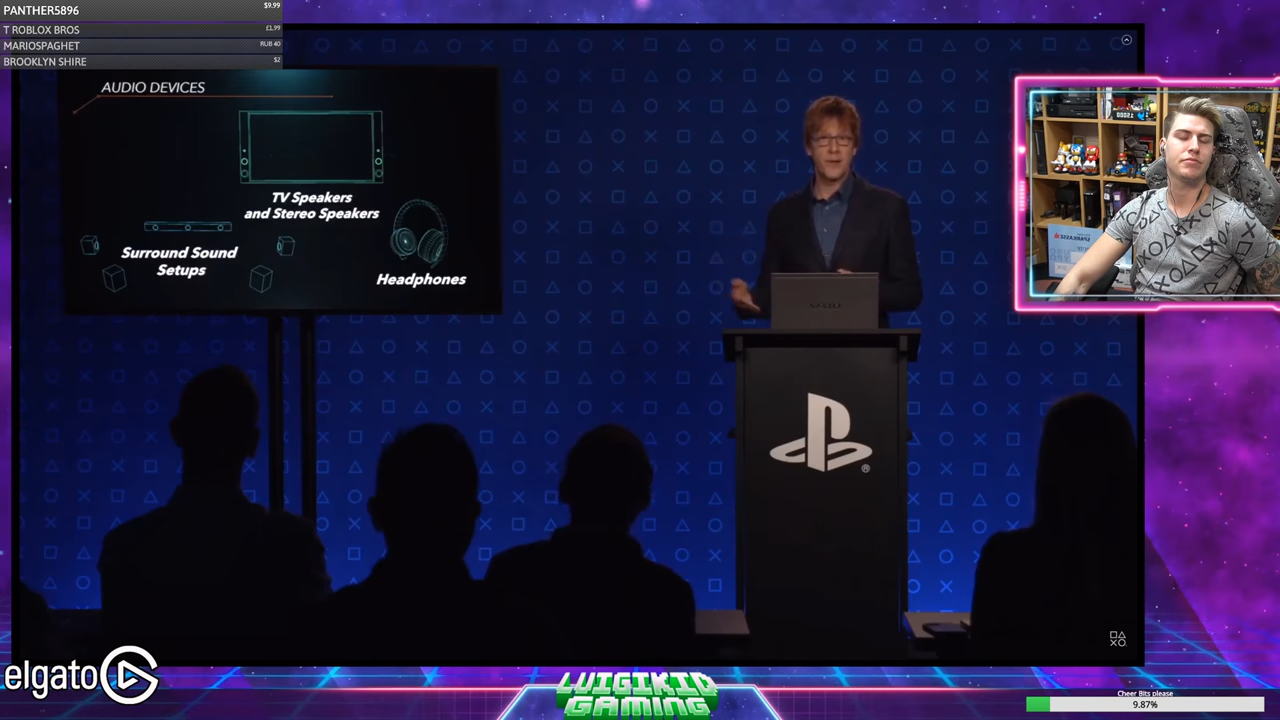 PANTHER5896 $9.99
T ROBLOX BROS £1.99
MARIOSPAGHET RUB 40
BROOKLYN SHIRE $2
AUDIO DEVICES
TV Speakers
and Stereo Speakers
Surround Sound
Setups
Headphones
elgato
LUIGIKID
GAMING
Cheer Bits please
9.87%